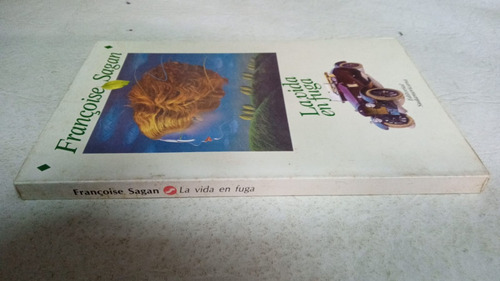 Françoise Sagan
La vida
en fuga
Françoise Sagan La vida en fuga